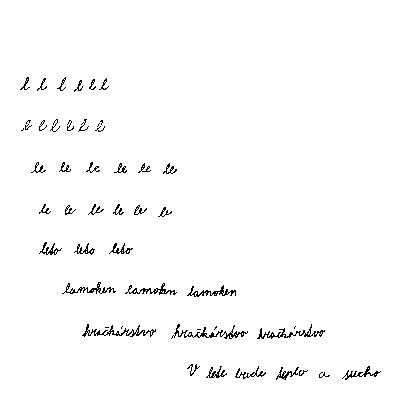 l l l l l l
l l l l l l
le le le le le le
le le le le le le
leto leto leto
lamoken lamoken lamoken
hračkárstvo hračkárstvo hračkárstvo
V lete bude teplo a sucho